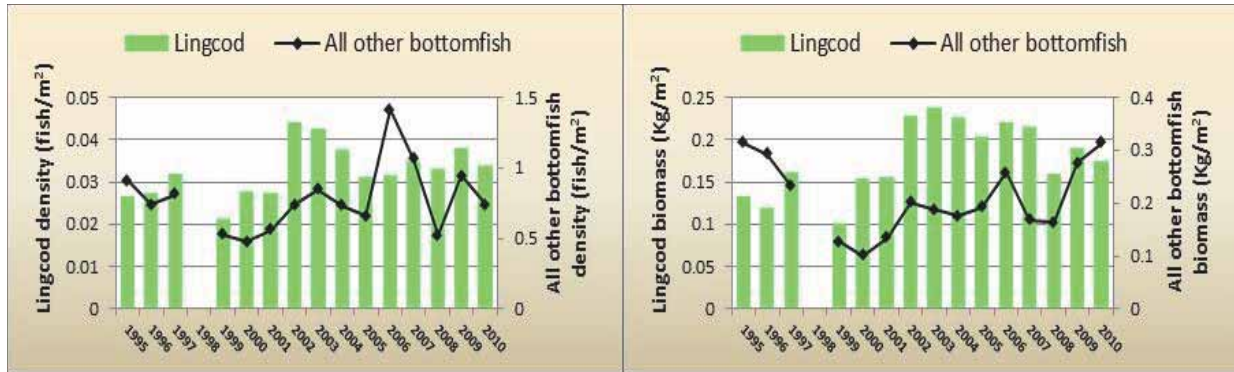 Lingcod All other bottomfish
Lingcod density (fish/m²)
0.05
0.04
0.03
0.02
0.01
0
1.5
1
0.5
0
All other bottomfish
density (fish/m²)
1995 1996 1997 1998 1999 2000 2001 2002 2003 2004 2005 2006 2007 2008 2009 2010
Lingcod All other bottomfish
Lingcod biomass (Kg/m²)
0.25
0.2
0.15
0.1
0.05
0
0.4
0.3
0.2
0.1
0
All other bottomfish
biomass (Kg/m²)
1995 1996 1997 1998 1999 2000 2001 2002 2003 2004 2005 2006 2007 2008 2009 2010